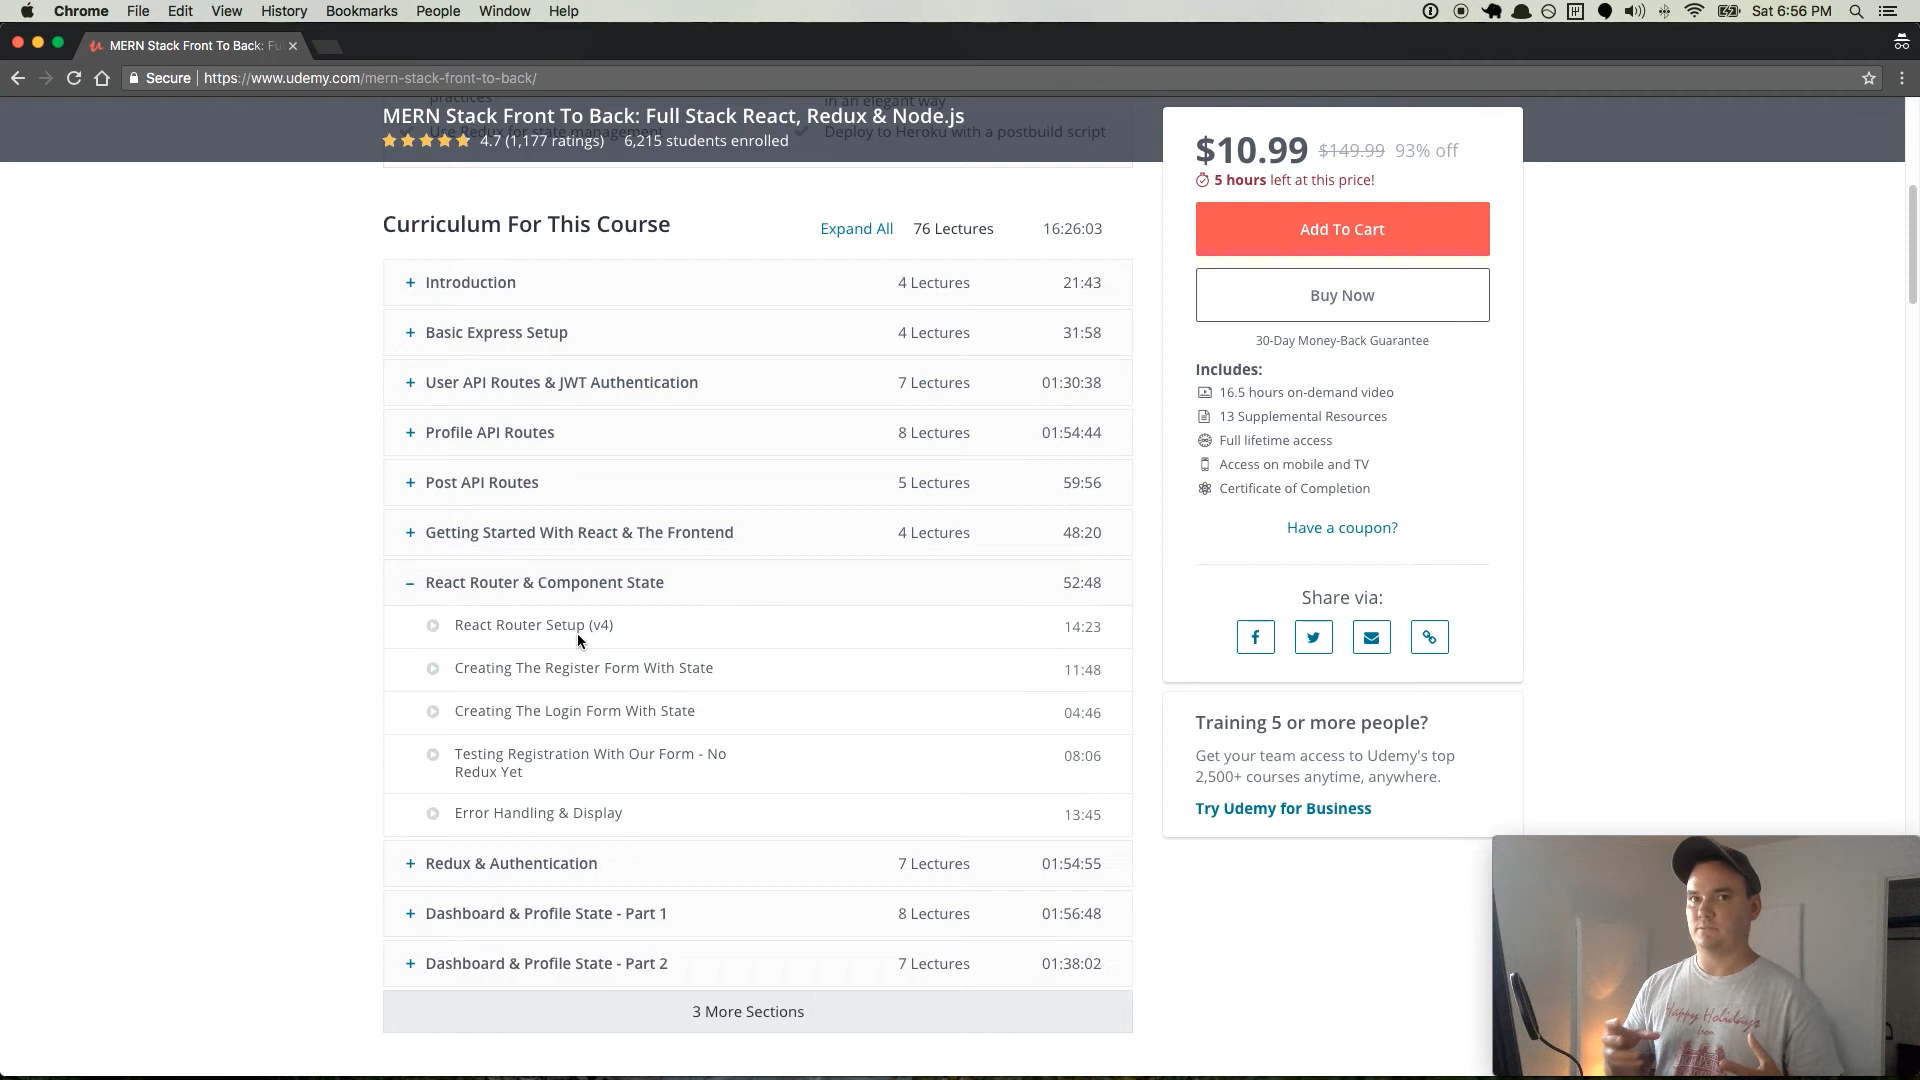 Chrome File Edit View History Bookmarks People Window Help Sat 6:56 PM
MERN Stack Front To Back: Fu
Secure https://www.udemy.com/mern-stack-front-to-back/
practices
in an elegant way
MERN Stack Front To Back: Full Stack React, Redux & Node.js
Use Redux for state management
Deploy to Heroku with a postbuild script
4.7 (1,177 ratings) 6,215 students enrolled
Curriculum For This Course
Expand All 76 Lectures 16:26:03
+ Introduction 4 Lectures 21:43
+ Basic Express Setup 4 Lectures 31:58
+ User API Routes & JWT Authentication 7 Lectures 01:30:38
+ Profile API Routes 8 Lectures 01:54:44
+ Post API Routes 5 Lectures 59:56
+ Getting Started With React & The Frontend 4 Lectures 48:20
– React Router & Component State 52:48
React Router Setup (v4) 14:23
Creating The Register Form With State 11:48
Creating The Login Form With State 04:46
Testing Registration With Our Form - No
Redux Yet 08:06
Error Handling & Display 13:45
+ Redux & Authentication 7 Lectures 01:54:55
+ Dashboard & Profile State - Part 1 8 Lectures 01:56:48
+ Dashboard & Profile State - Part 2 7 Lectures 01:38:02
3 More Sections
$10.99 $149.99 93% off
5 hours left at this price!
Add To Cart
Buy Now
30-Day Money-Back Guarantee
Includes:
16.5 hours on-demand video
13 Supplemental Resources
Full lifetime access
Access on mobile and TV
Certificate of Completion
Have a coupon?
Share via:
Training 5 or more people?
Get your team access to Udemy's top
2,500+ courses anytime, anywhere.
Try Udemy for Business
Happy Holidays
from